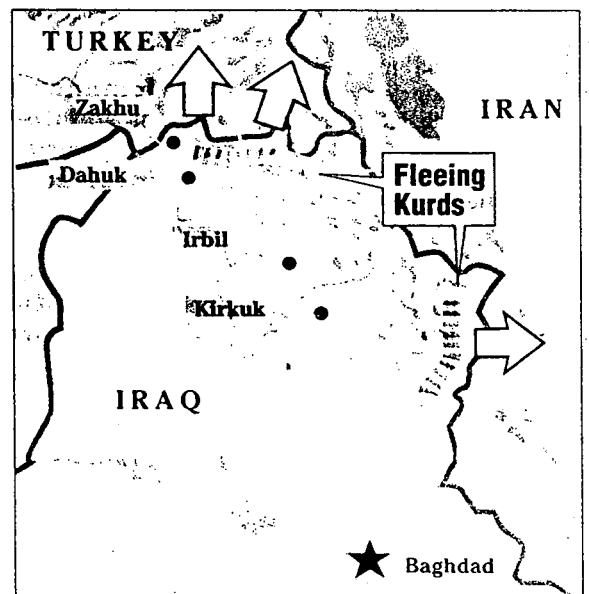 TURKEY
Zakhu
IRAN
Dahuk
Fleeing
Kurds
Irbil
Kirkuk
IRAQ
Baghdad